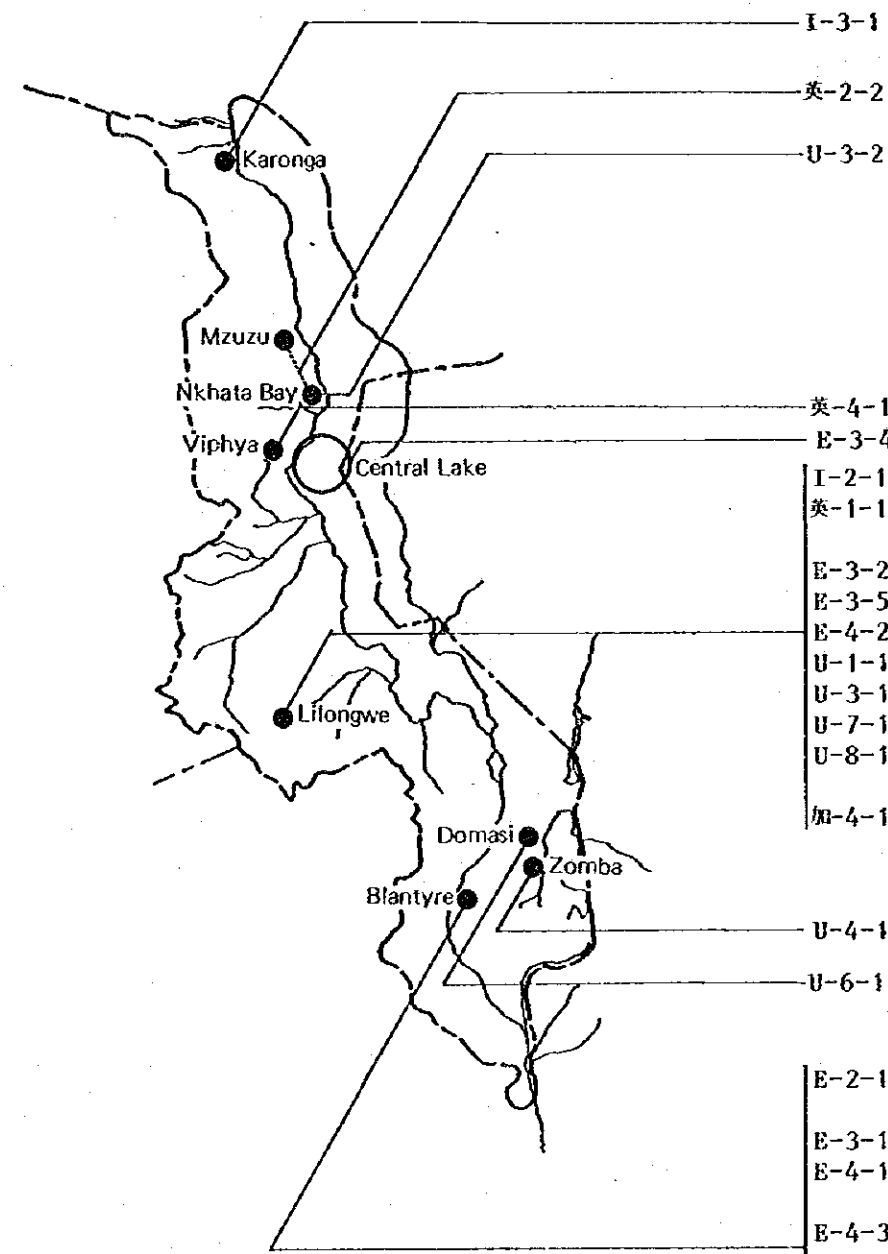 I-3-1
英-2-2
Karonga
U-3-2
Mzuzu
Nkhata Bay
英-4-1
Viphya
E-3-4
Central Lake
I-2-1
英-1-1
E-3-2
E-3-5
E-4-2
U-1-1
Lilongwe
U-3-1
U-7-1
U-8-1
加-4-1
Domasi
Zomba
Blantyre
U-4-1
U-6-1
E-2-1
E-3-1
E-4-1
E-4-3